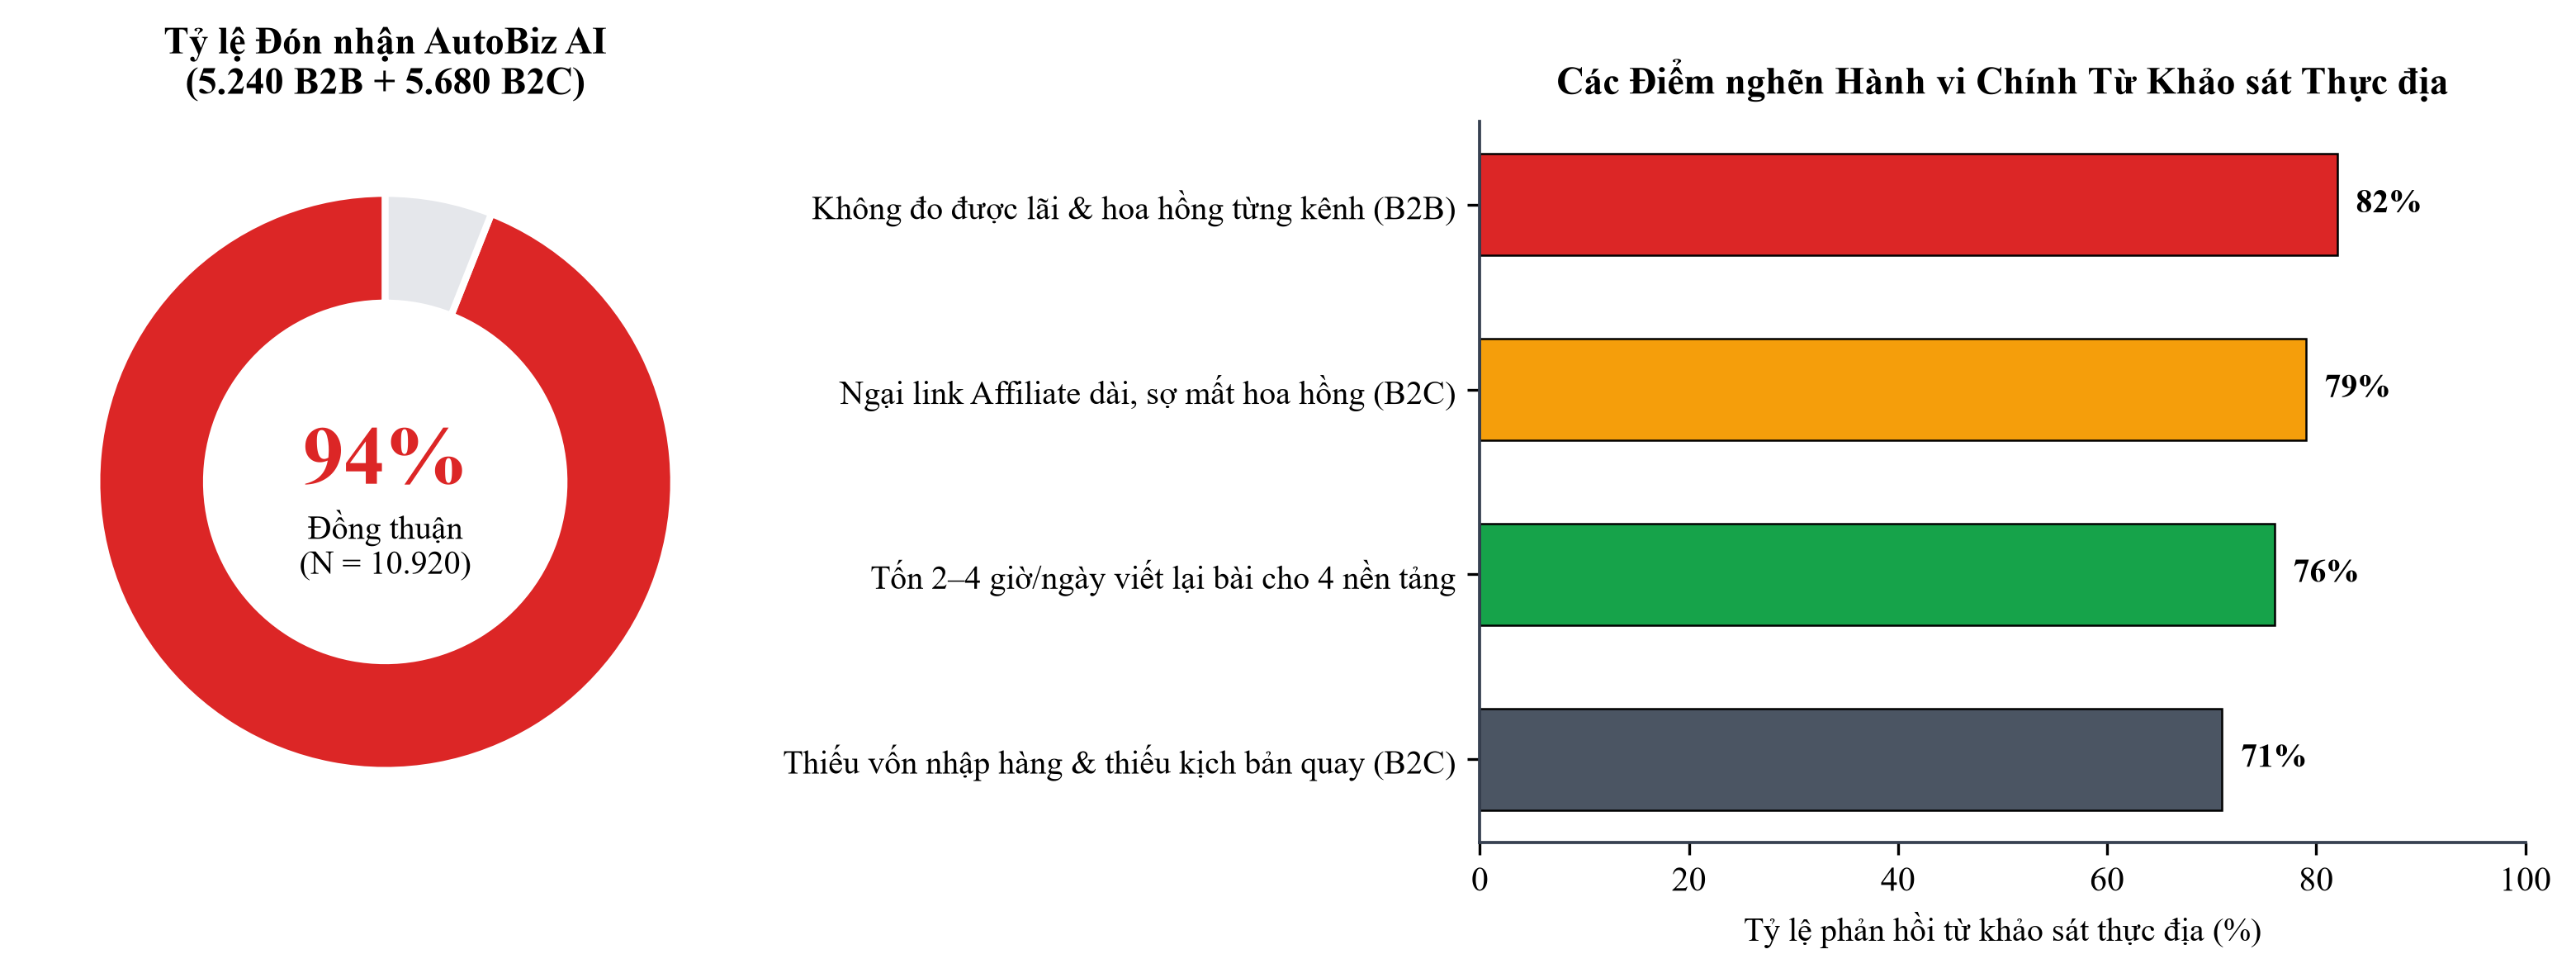 Tỷ lệ Đón nhận AutoBiz AI
(5.240 B2B + 5.680 B2C)
94%
Đồng thuận
(N = 10.920)
Các Điểm nghẽn Hành vi Chính Từ Khảo sát Thực địa
Không đo được lãi & hoa hồng từng kênh (B2B)
82%
Ngại link Affiliate dài, sợ mất hoa hồng (B2C)
79%
Tốn 2–4 giờ/ngày viết lại bài cho 4 nền tảng
76%
Thiếu vốn nhập hàng & thiếu kịch bản quay (B2C)
71%
0 20 40 60 80 100
Tỷ lệ phản hồi từ khảo sát thực địa (%)